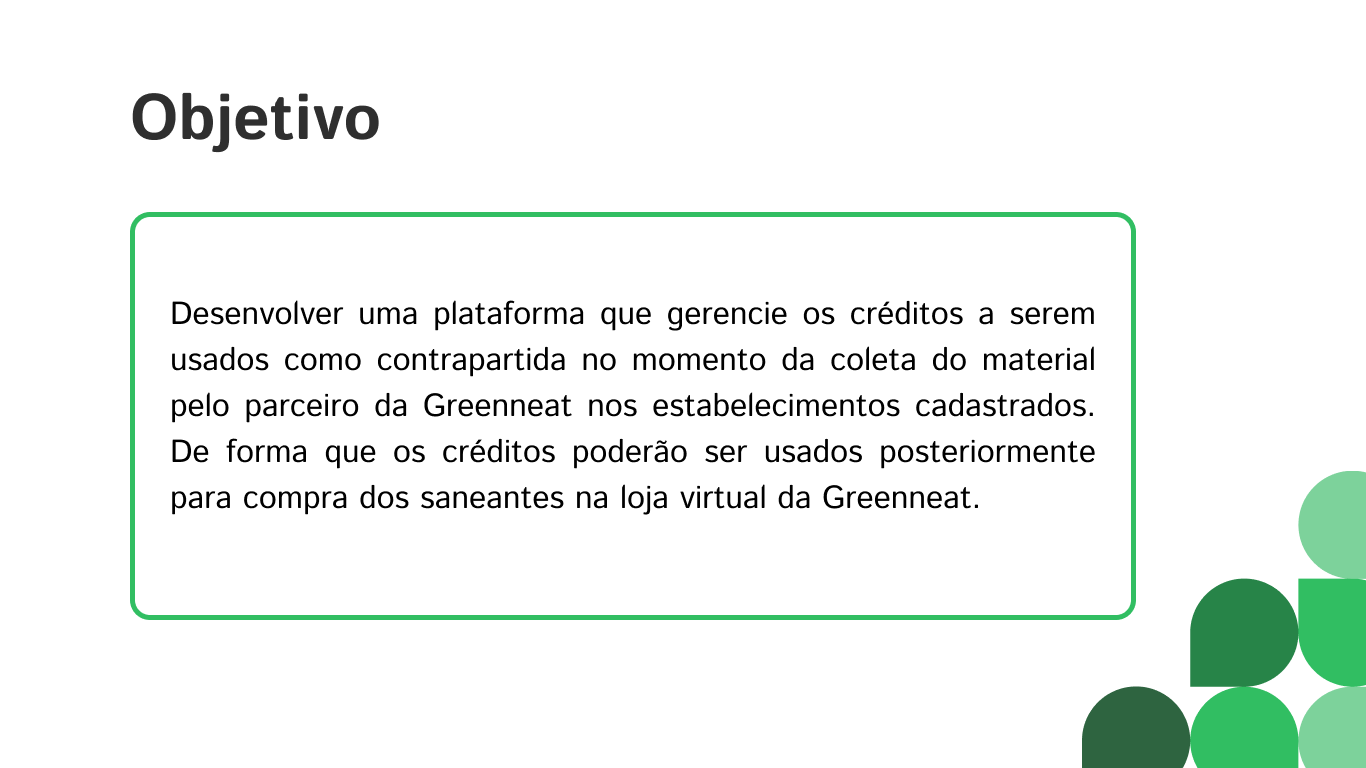 Objetivo
Desenvolver uma plataforma que gerencie os créditos a serem
usados como contrapartida no momento da coleta do material
pelo parceiro da Greenneat nos estabelecimentos cadastrados.
De forma que os créditos poderão ser usados posteriormente
para compra dos saneantes na loja virtual da Greenneat.